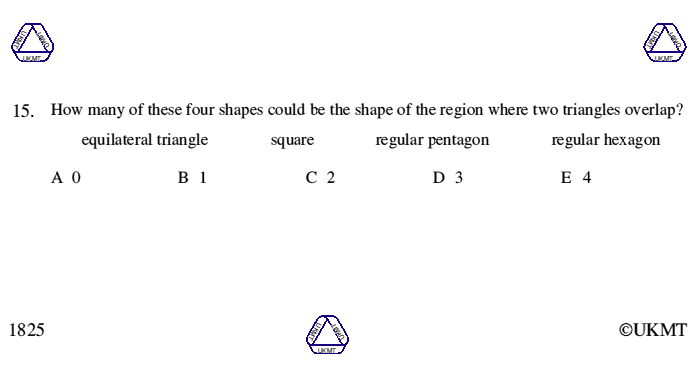 UKMT UKMT UKMT UKMT UKMT UKMT
15. How many of these four shapes could be the shape of the region where two triangles overlap?
equilateral triangle square regular pentagon regular hexagon
A 0 B 1 C 2 D 3 E 4
1825 UKMT UKMT UKMT ©UKMT